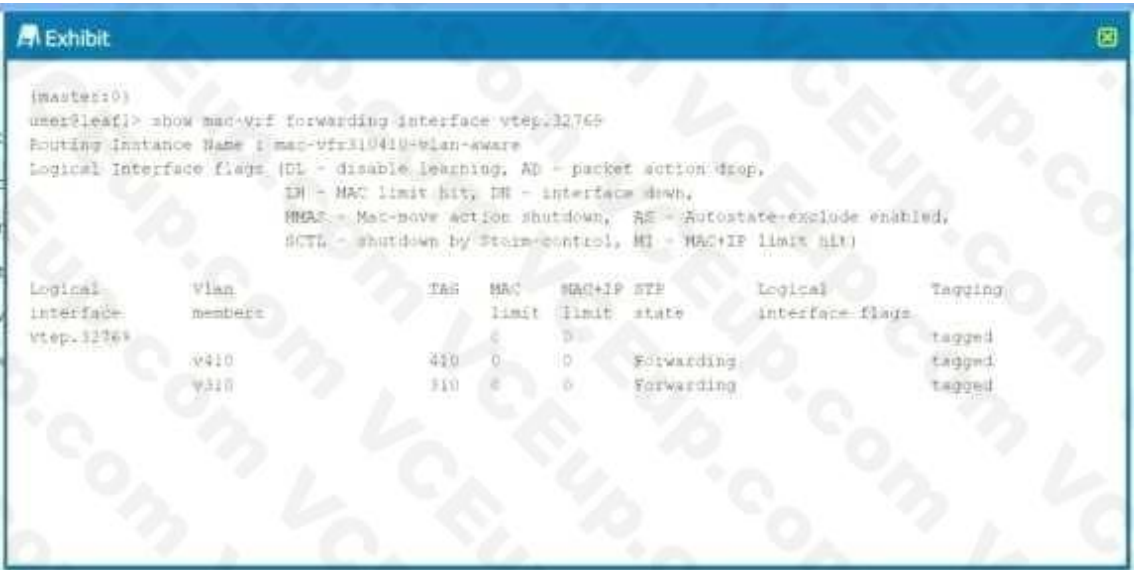 Exhibit
{master:0}
user@leaf1> show mac-vrf forwarding interface vtep.32769
Routing Instance Name : mac-vfr310410-vlan-aware
Logical Interface flags (DL - disable learning, AD - packet action drop,
LH - MAC limit hit, DN - interface down,
MMAS - Mac-move action shutdown, AS - Autostate-exclude enabled,
SCTL - shutdown by Storm-control, MI - MAC+IP limit hit)
Logical Vlan TAG MAC MAC+IP STP Logical Tagging
interface members limit limit state interface flags
vtep.32769 0 0 tagged
v410 410 0 0 Forwarding tagged
v310 310 0 0 Forwarding tagged
VCEup.com